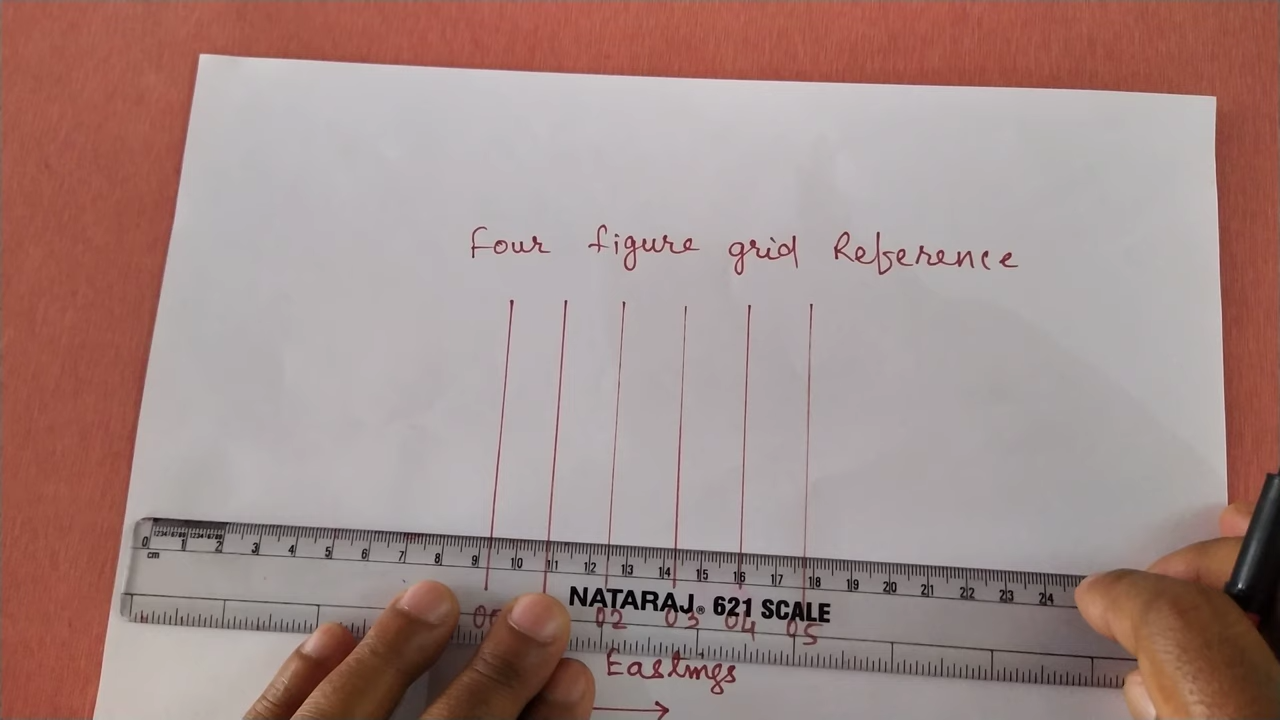 Four figure grid Reference
0 1 2 3 4 5 6 7 8 9 10 11 12 13 14 15 16 17 18 19 20 21 22 23 24
cm
NATARAJ® 621 SCALE
02 03 04 05
Eastings